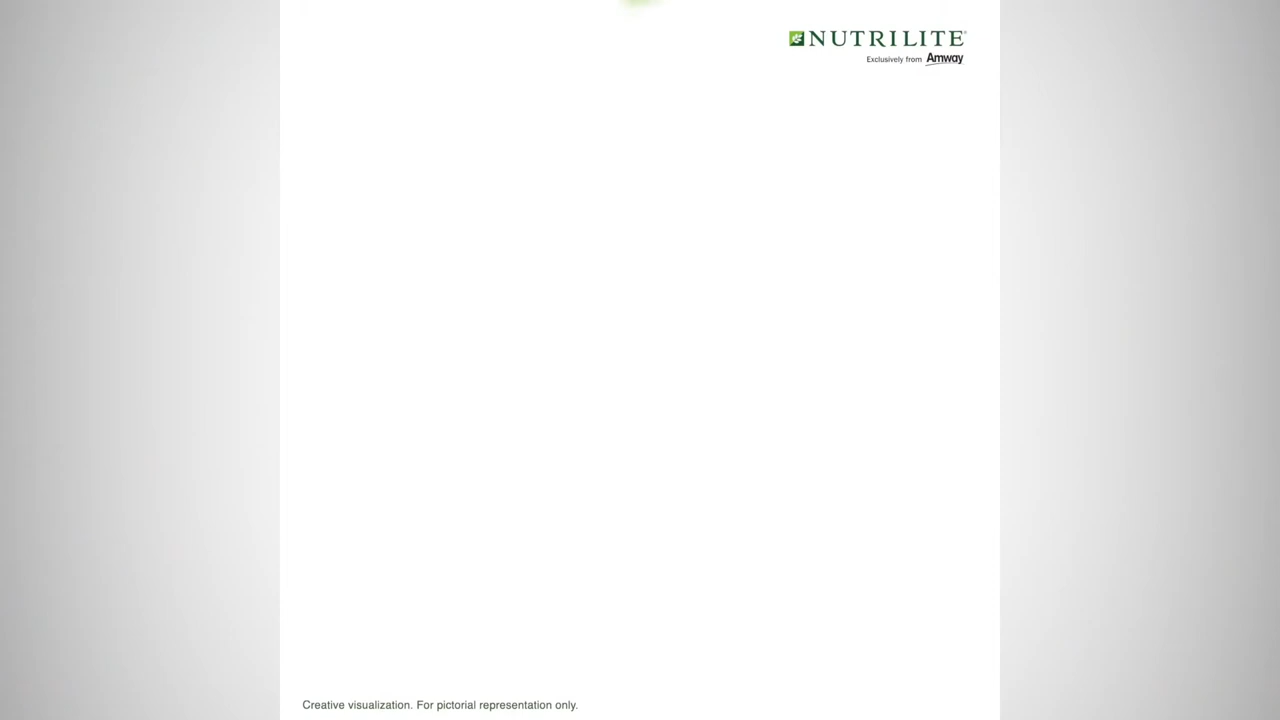 NUTRILITE
Exclusively from Amway
Creative visualization. For pictorial representation only.